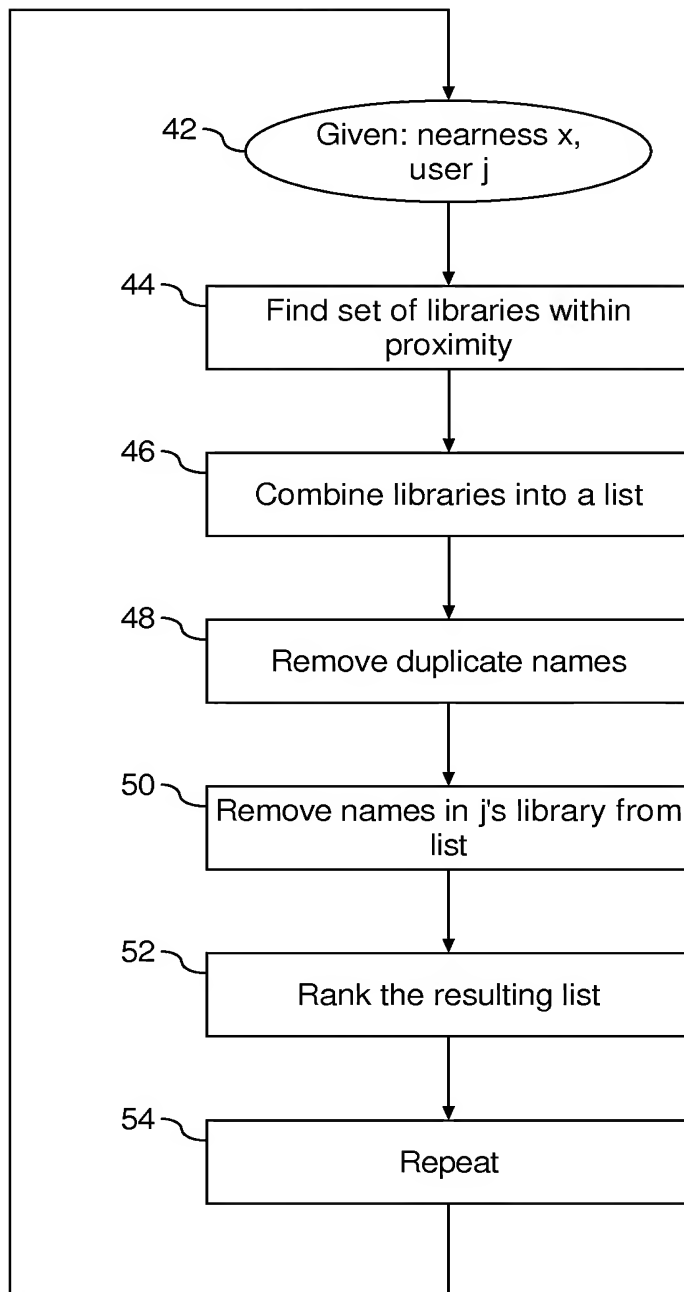 42
Given: nearness x,
user j
44
Find set of libraries within
proximity
46
Combine libraries into a list
48
Remove duplicate names
50
Remove names in j's library from
list
52
Rank the resulting list
54
Repeat